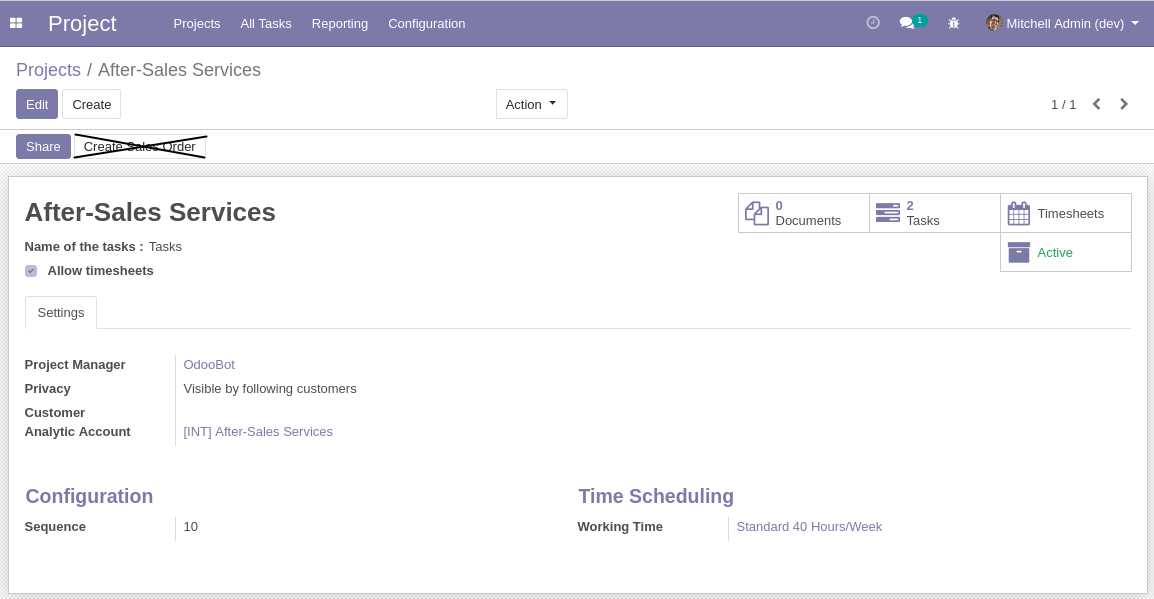 Project Projects All Tasks Reporting Configuration 1 Mitchell Admin (dev)
Projects / After-Sales Services
Edit Create Action 1 / 1
Share Create Sales Order
After-Sales Services
0 Documents 2 Tasks Timesheets
Name of the tasks : Tasks
Active
Allow timesheets
Settings
Project Manager OdooBot
Privacy Visible by following customers
Customer
Analytic Account [INT] After-Sales Services
Configuration Time Scheduling
Sequence 10 Working Time Standard 40 Hours/Week